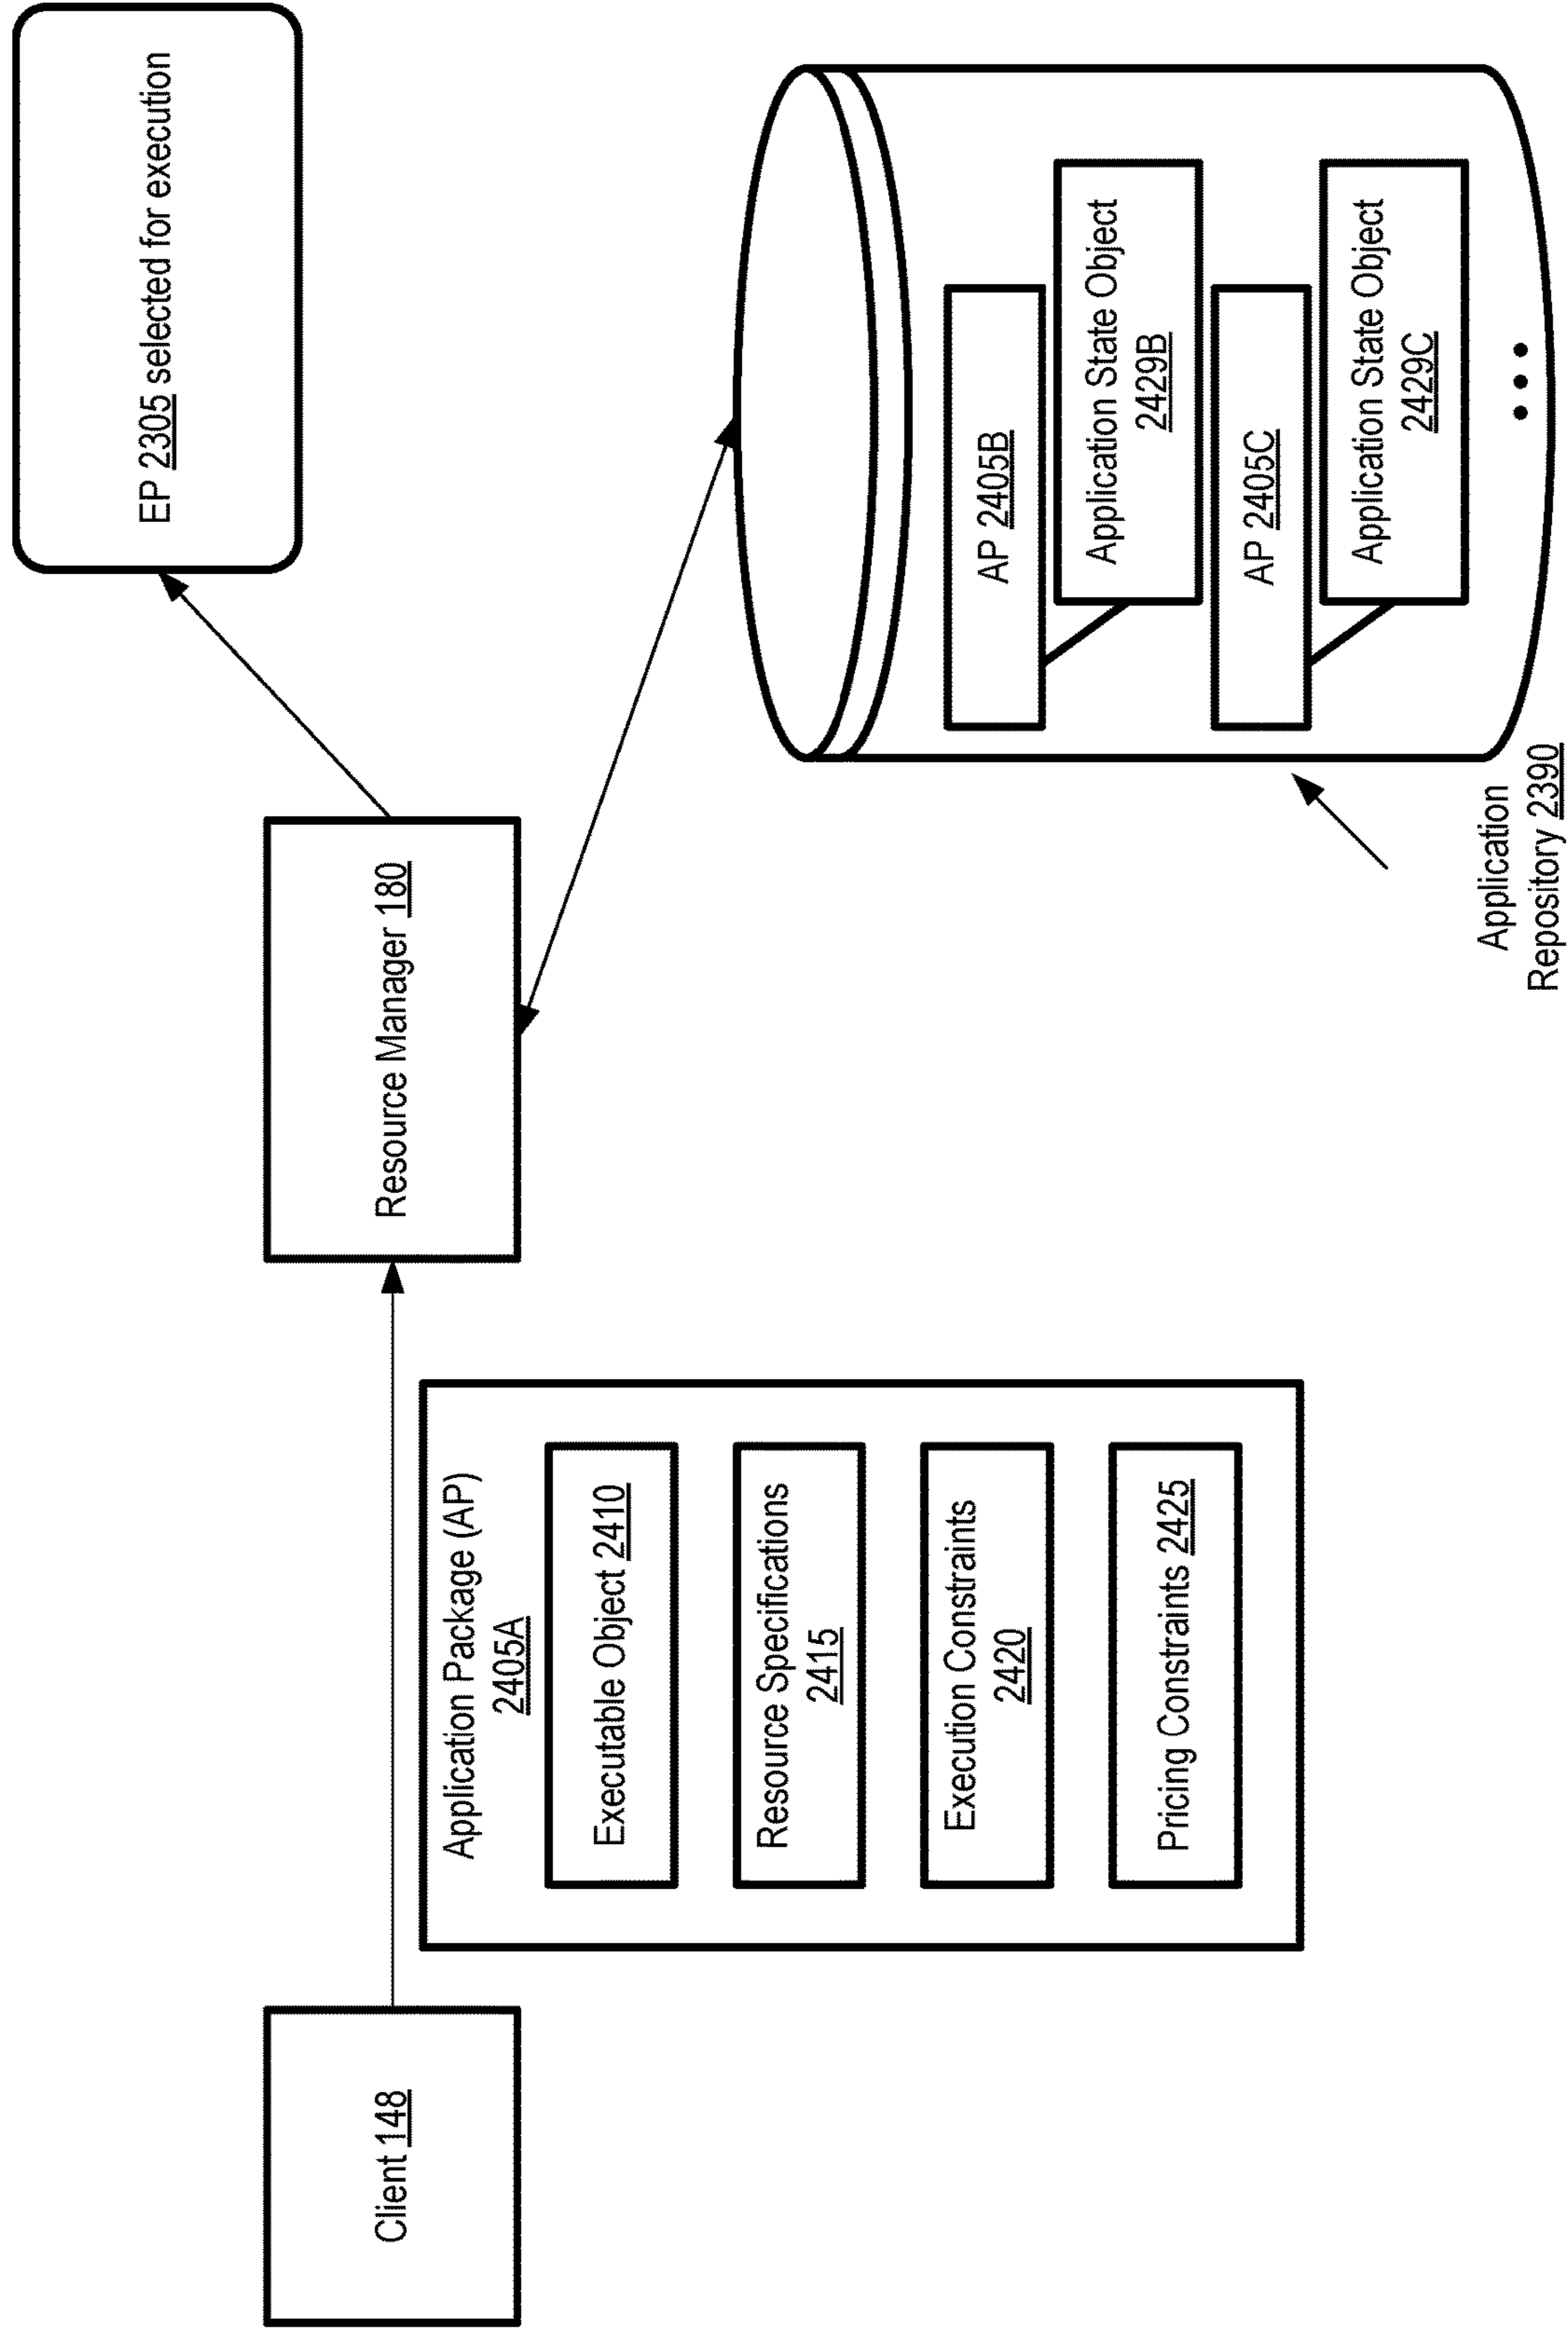 Client 148
Application Package (AP)
2405A
Executable Object 2410
Resource Specifications
2415
Execution Constraints
2420
Pricing Constraints 2425
Resource Manager 180
EP 2305 selected for execution
Application
Repository 2390
AP 2405B
Application State Object
2429B
AP 2405C
Application State Object
2429C